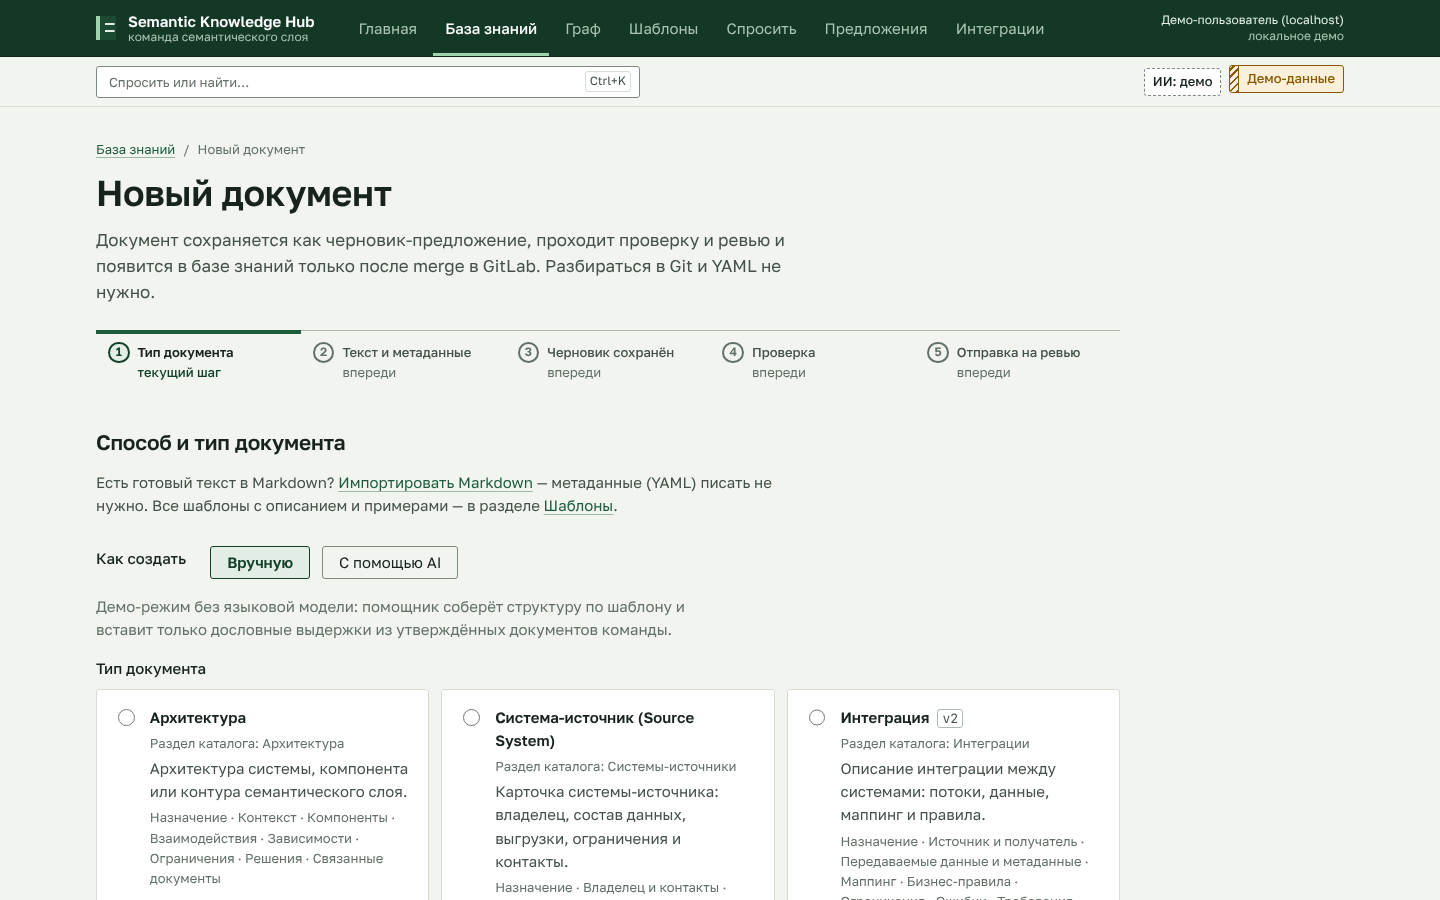 Semantic Knowledge Hub
команда семантического слоя
Главная
База знаний
Граф
Шаблоны
Спросить
Предложения
Интеграции
Демо-пользователь (localhost)
локальное демо
Спросить или найти...
Ctrl+K
ИИ: демо
Демо-данные
База знаний / Новый документ
Новый документ
Документ сохраняется как черновик-предложение, проходит проверку и ревью и
появится в базе знаний только после merge в GitLab. Разбираться в Git и YAML не
нужно.
1 Тип документа
текущий шаг
2 Текст и метаданные
впереди
3 Черновик сохранён
впереди
4 Проверка
впереди
5 Отправка на ревью
впереди
Способ и тип документа
Есть готовый текст в Markdown? Импортировать Markdown — метаданные (YAML) писать не
нужно. Все шаблоны с описанием и примерами — в разделе Шаблоны.
Как создать
Вручную
С помощью AI
Демо-режим без языковой модели: помощник соберёт структуру по шаблону и
вставит только дословные выдержки из утверждённых документов команды.
Тип документа
Архитектура
Раздел каталога: Архитектура
Архитектура системы, компонента
или контура семантического слоя.
Назначение · Контекст · Компоненты ·
Взаимодействия · Зависимости ·
Ограничения · Решения · Связанные
документы
Система-источник (Source
System)
Раздел каталога: Системы-источники
Карточка системы-источника:
владелец, состав данных,
выгрузки, ограничения и
контакты.
Назначение · Владелец и контакты ·
Интеграция v2
Раздел каталога: Интеграции
Описание интеграции между
системами: потоки, данные,
маппинг и правила.
Назначение · Источник и получатель ·
Передаваемые данные и метаданные ·
Маппинг · Бизнес-правила ·